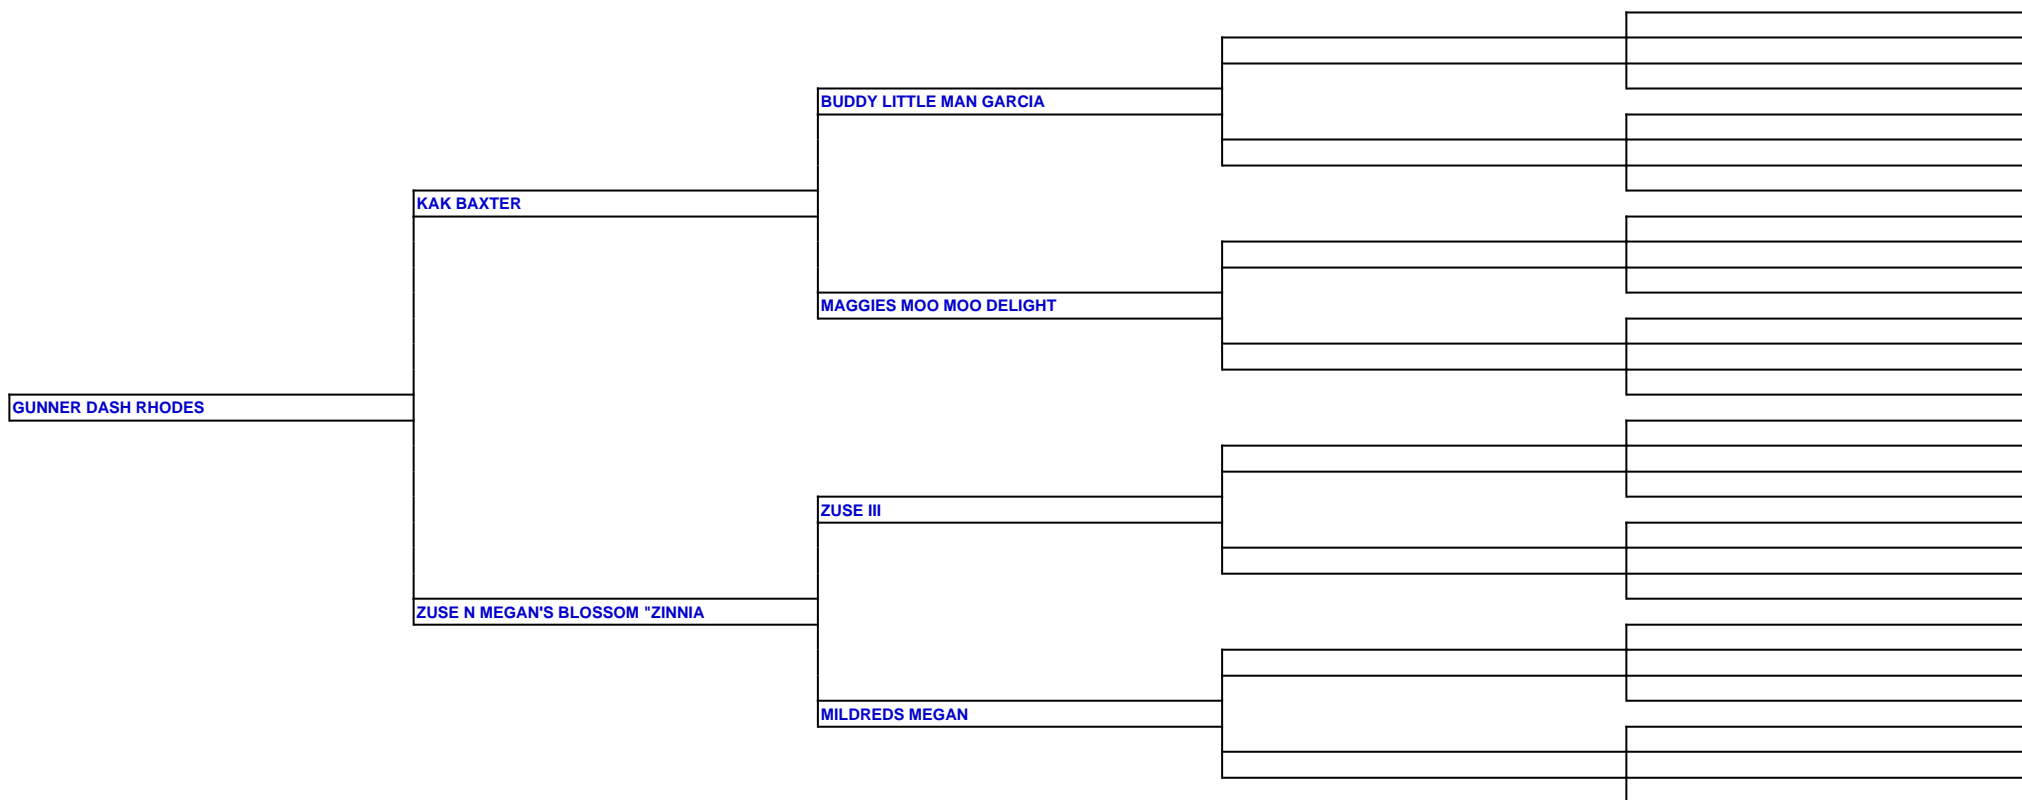 BUDDY LITTLE MAN GARCIA
KAK BAXTER
MAGGIES MOO MOO DELIGHT
GUNNER DASH RHODES
ZUSE III
ZUSE N MEGAN'S BLOSSOM "ZINNIA
MILDREDS MEGAN